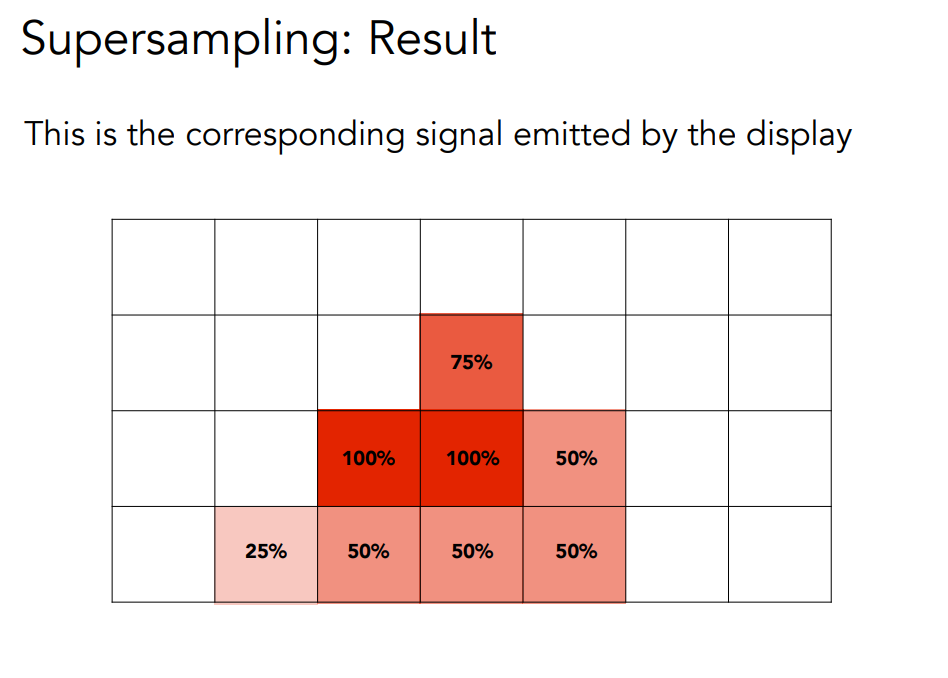 Supersampling: Result
This is the corresponding signal emitted by the display
75%
100% 100% 50%
25% 50% 50% 50%